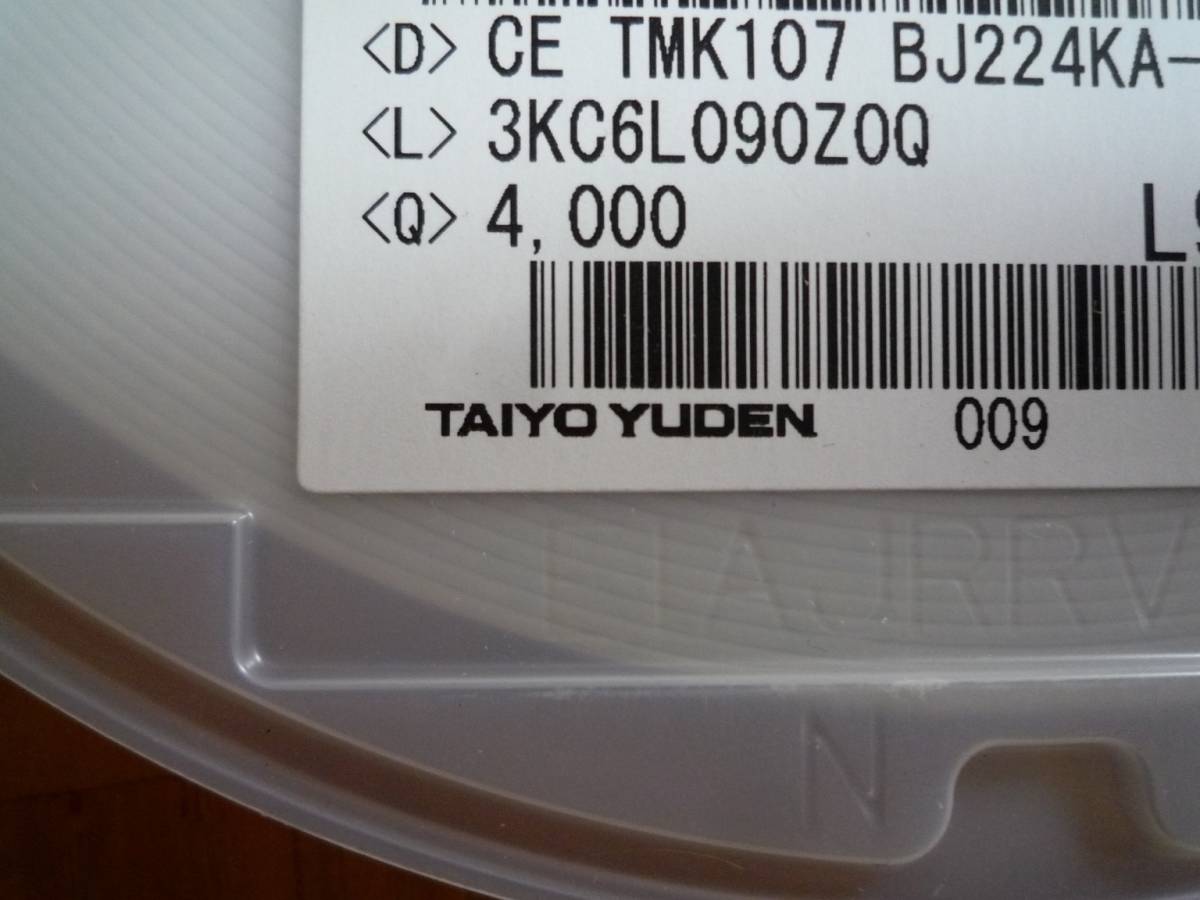 <D> CE TMK107 BJ224KA-
<L> 3KC6L090Z0Q
<Q> 4,000
TAIYO YUDEN 009
N